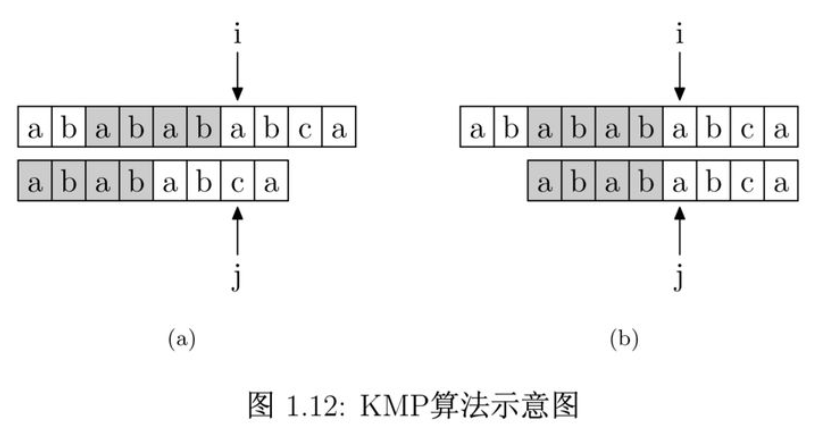 i i
a b a b a b a b c a a b a b a b a b c a
a b a b a b c a a b a b a b c a
j j
(a) (b)
图 1.12: KMP算法示意图